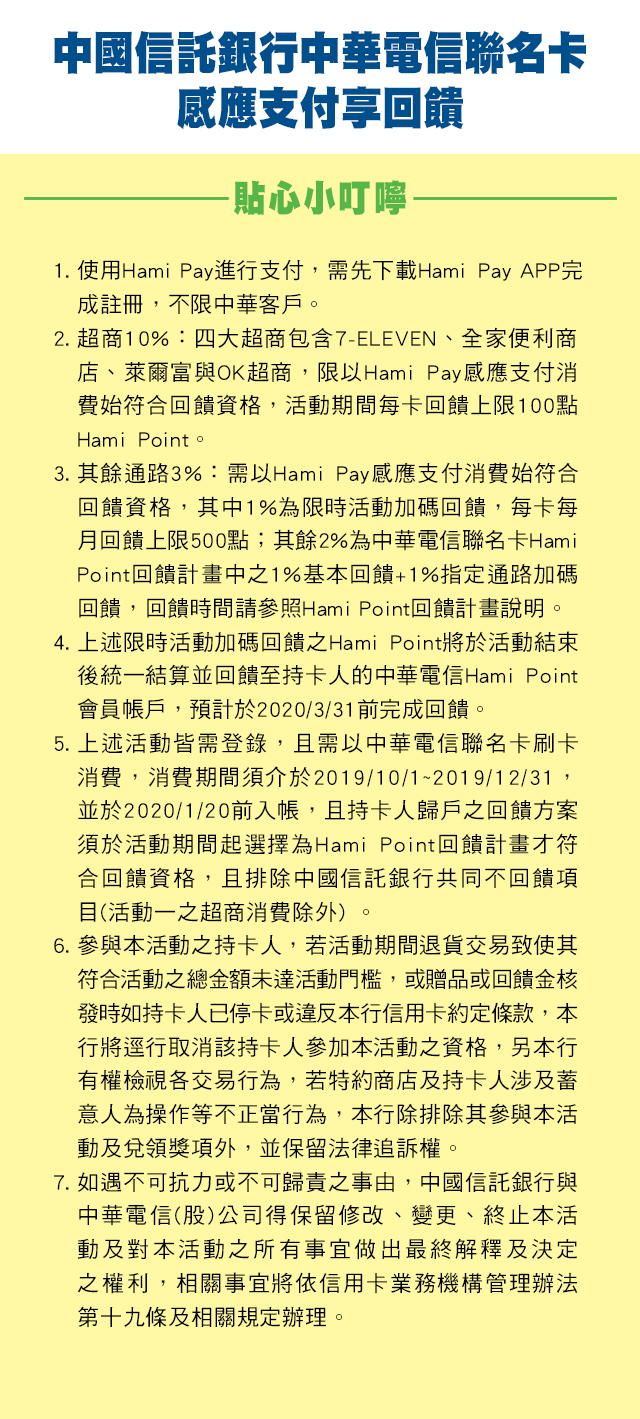 中國信託銀行中華電信聯名卡
感應支付享回饋
貼心小叮嚀
1. 使用Hami Pay進行支付，需先下載Hami Pay APP完
成註冊，不限中華客戶。
2. 超商10%：四大超商包含7-ELEVEN、全家便利商
店、萊爾富與OK超商，限以Hami Pay感應支付消
費始符合回饋資格，活動期間每卡回饋上限100點
Hami Point。
3. 其餘通路3%：需以Hami Pay感應支付消費始符合
回饋資格，其中1%為限時活動加碼回饋，每卡每
月回饋上限500點；其餘2%為中華電信聯名卡Hami
Point回饋計畫中之1%基本回饋+1%指定通路加碼
回饋，回饋時間請參照Hami Point回饋計畫說明。
4. 上述限時活動加碼回饋之Hami Point將於活動結束
後統一結算並回饋至持卡人的中華電信Hami Point
會員帳戶，預計於2020/3/31前完成回饋。
5. 上述活動皆需登錄，且需以中華電信聯名卡刷卡
消費，消費期間須介於2019/10/1~2019/12/31，
並於2020/1/20前入帳，且持卡人歸戶之回饋方案
須於活動期間起選擇為Hami Point回饋計畫才符
合回饋資格，且排除中國信託銀行共同不回饋項
目(活動一之超商消費除外) 。
6. 參與本活動之持卡人，若活動期間退貨交易致使其
符合活動之總金額未達活動門檻，或贈品或回饋金核
發時如持卡人已停卡或違反本行信用卡約定條款，本
行將逕行取消該持卡人參加本活動之資格，另本行
有權檢視各交易行為，若特約商店及持卡人涉及蓄
意人為操作等不正當行為，本行除排除其參與本活
動及兌領獎項外，並保留法律追訴權。
7. 如遇不可抗力或不可歸責之事由，中國信託銀行與
中華電信(股)公司得保留修改、變更、終止本活
動及對本活動之所有事宜做出最終解釋及決定
之權利，相關事宜將依信用卡業務機構管理辦法
第十九條及相關規定辦理。